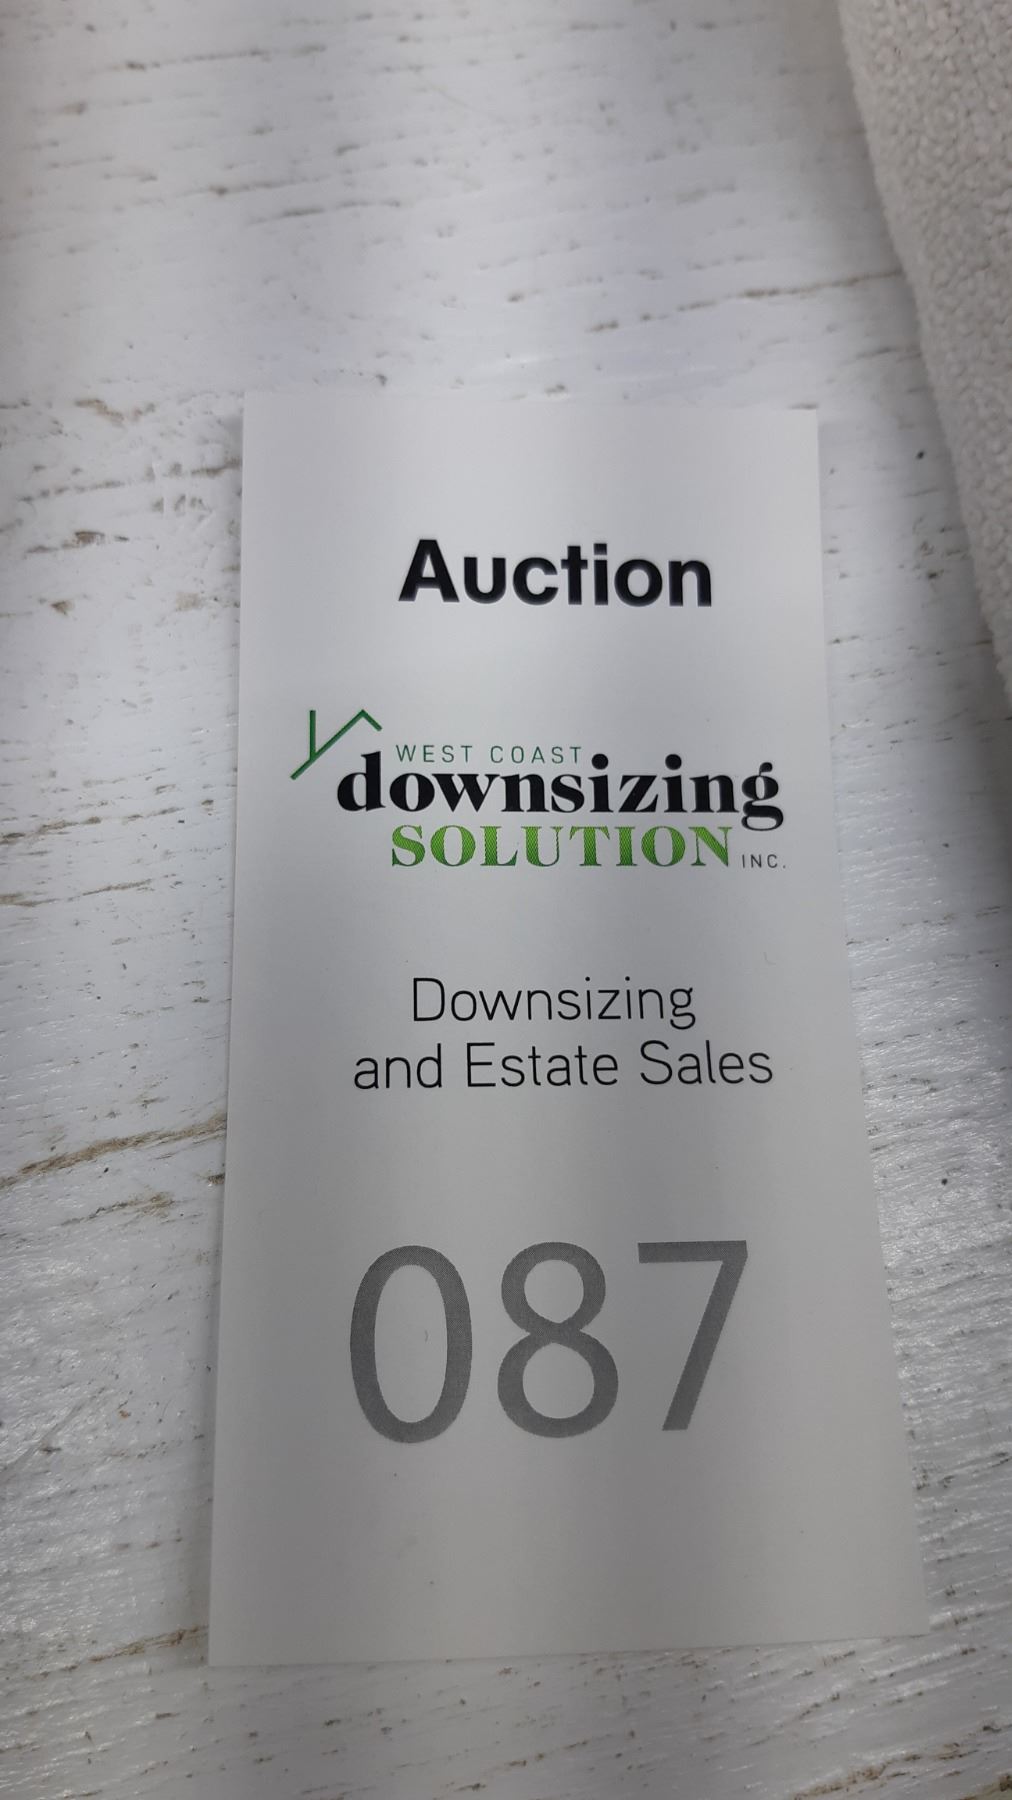 Auction
WEST COAST
downsizing
SOLUTION INC.
Downsizing
and Estate Sales
087